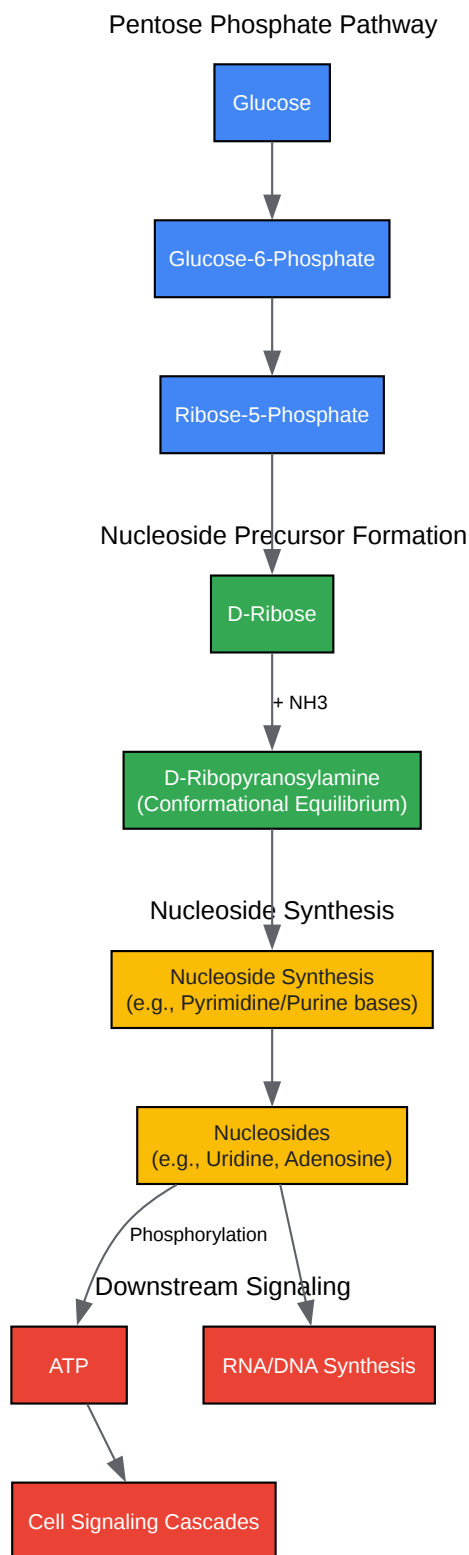 Pentose Phosphate Pathway
Glucose
Glucose-6-Phosphate
Ribose-5-Phosphate
Nucleoside Precursor Formation
D-Ribose
+ NH3
D-Ribopyranosylamine
(Conformational Equilibrium)
Nucleoside Synthesis
Nucleoside Synthesis
(e.g., Pyrimidine/Purine bases)
Nucleosides
(e.g., Uridine, Adenosine)
Phosphorylation
Downstream Signaling
ATP
RNA/DNA Synthesis
Cell Signaling Cascades